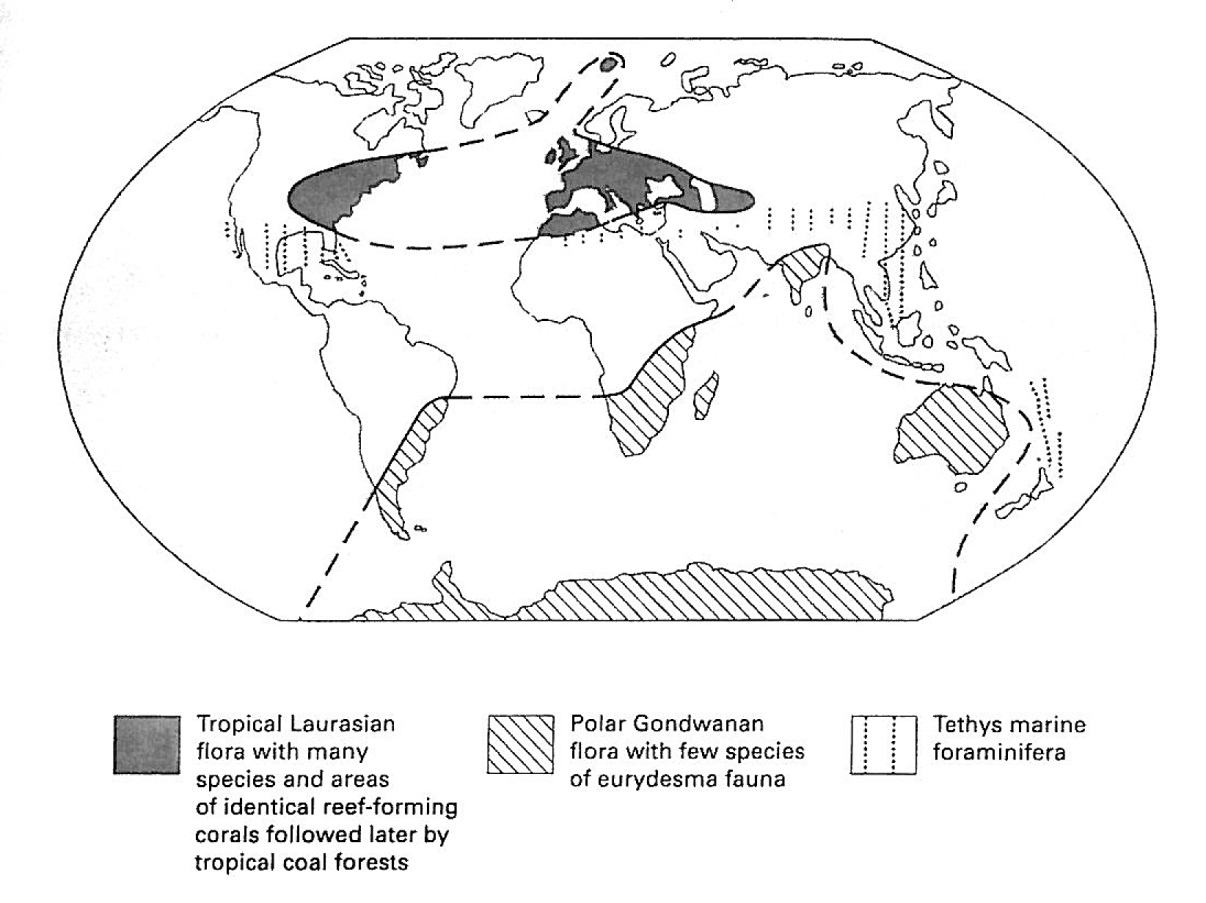 Tropical Laurasian
flora with many
species and areas
of identical reef-forming
corals followed later by
tropical coal forests
Polar Gondwanan
flora with few species
of eurydesma fauna
Tethys marine
foraminifera